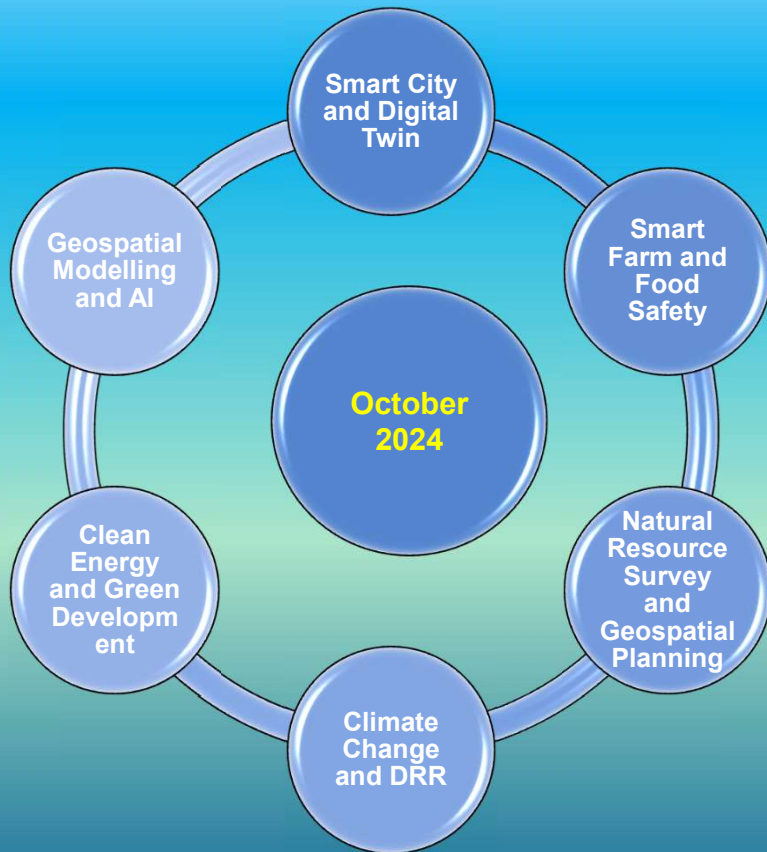 Smart City
and Digital
Twin
Smart
Farm and
Food
Safety
Natural
Resource
Survey
and
Geospatial
Planning
Climate
Change
and DRR
Clean
Energy
and Green
Developm
ent
Geospatial
Modelling
and AI
October
2024